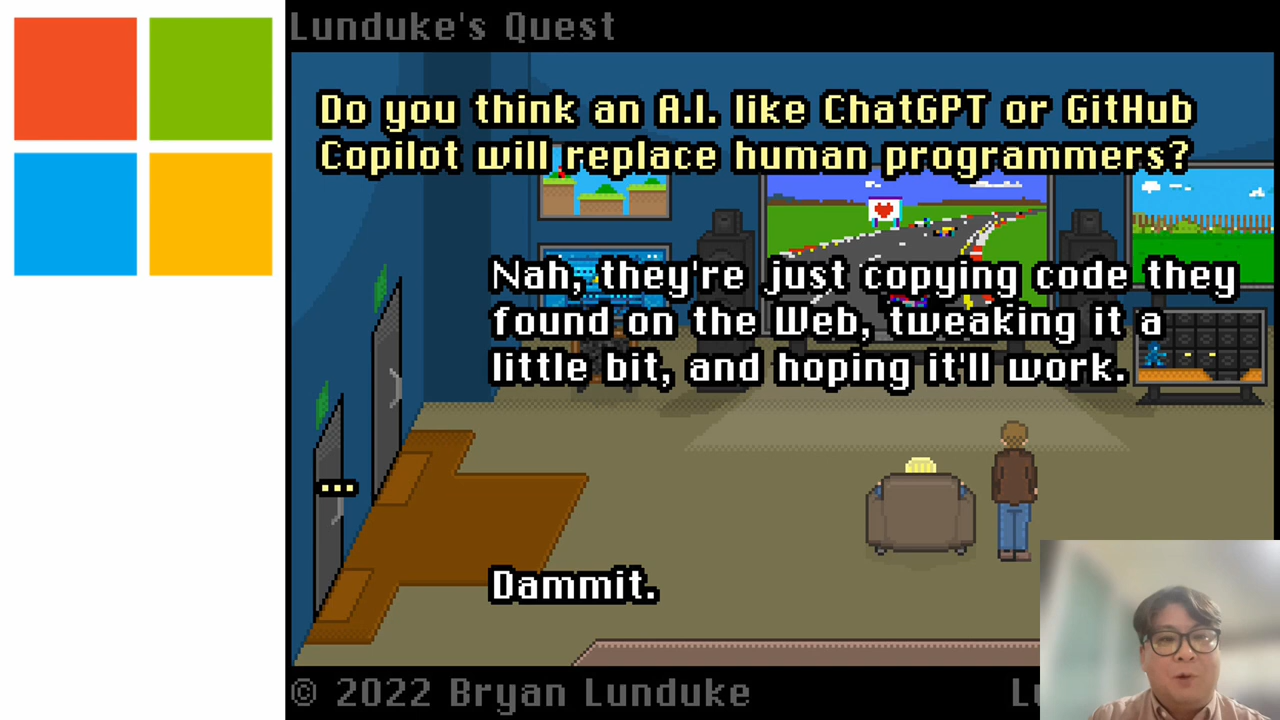 Lunduke's Quest
Do you think an A.I. like ChatGPT or GitHub
Copilot will replace human programmers?
Nah, they're just copying code they
found on the Web, tweaking it a
little bit, and hoping it'll work.
...
Dammit.
© 2022 Bryan Lunduke